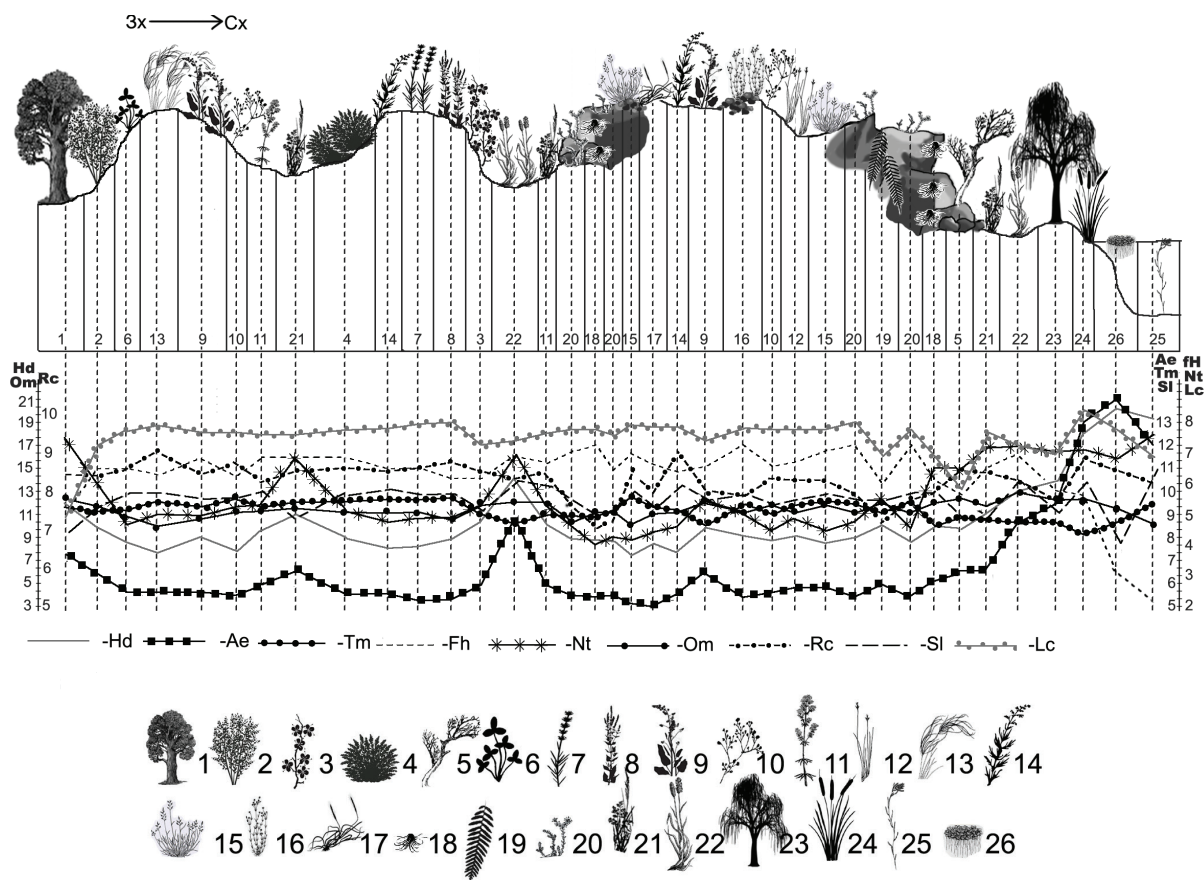 3x Cx
1 2 6 13 9 10 11 21 4 14 7 8 3 22 11 20 18 20 15 17 14 9 16 10 12 15 20 19 20 18 5 21 22 23 24 26 25
Hd Ae fH
Om Rc Tm Nt
Sl Lc
21 10 13 8
19
17 9 12 7
15
13 8 10 6
11 7 9 5
9 8 4
7 6 7 3
5 6
3 5 5 2
-Hd -Ae -Tm -Fh -Nt -Om -Rc -Sl -Lc
1 2 3 4 5 6 7 8 9 10 11 12 13 14
15 16 17 18 19 20 21 22 23 24 25 26